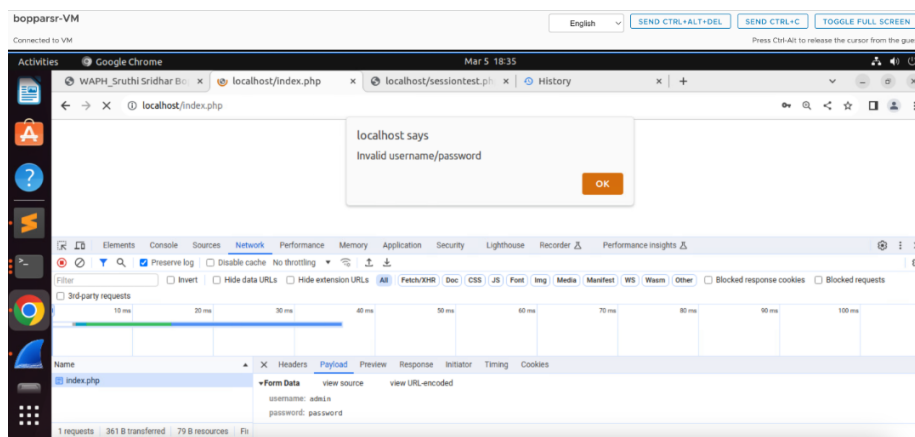 bopparsr-VM
English
SEND CTRL+ALT+DEL
SEND CTRL+C
TOGGLE FULL SCREEN
Connected to VM
Press Ctrl-Alt to release the cursor from the gue
Activities Google Chrome Mar 5 18:35
WAPH_Sruthi Sridhar Bo × localhost/index.php × localhost/sessiontest.ph × History × +
localhost/index.php
localhost says
Invalid username/password
OK
Elements Console Sources Network Performance Memory Application Security Lighthouse Recorder Performance insights
Preserve log Disable cache No throttling
Filter Invert Hide data URLs Hide extension URLs All Fetch/XHR Doc CSS JS Font Img Media Manifest WS Wasm Other Blocked response cookies Blocked requests
3rd-party requests
10 ms 20 ms 30 ms 40 ms 50 ms 60 ms 70 ms 80 ms 90 ms 100 ms
Name × Headers Payload Preview Response Initiator Timing Cookies
index.php
Form Data view source view URL-encoded
username: admin
password: password
1 requests 361 B transferred 79 B resources Fi